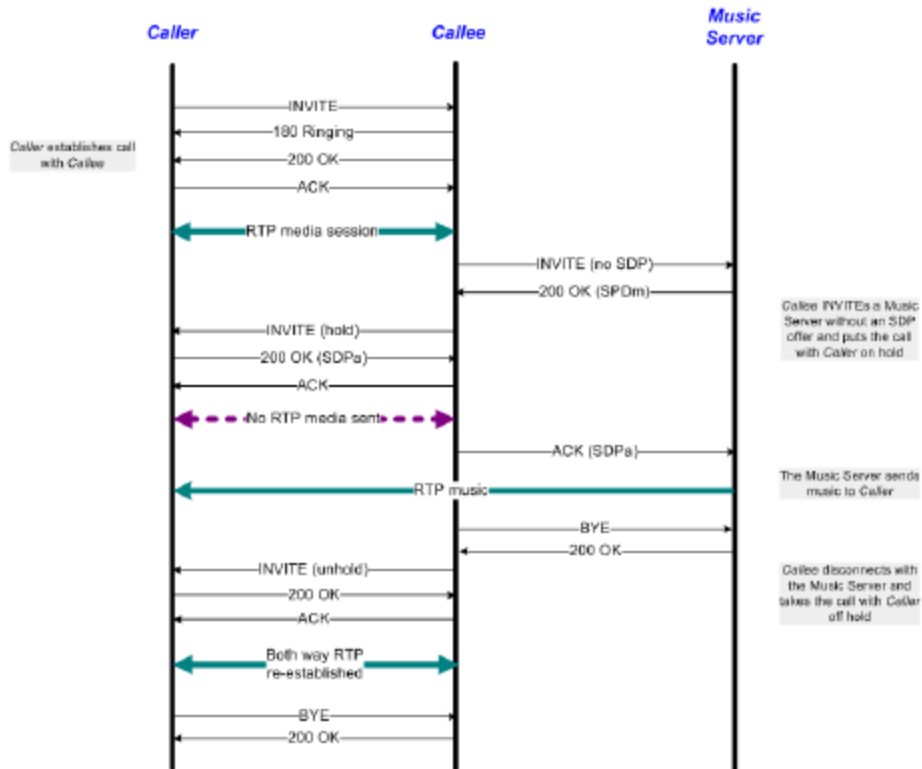 Caller
Callee
Music
Server
INVITE
180 Ringing
Caller establishes call
with Callee
200 OK
ACK
RTP media session
INVITE (no SDP)
200 OK (SPDm)
Callee INVITEs a Music
Server without an SDP
offer and puts the call
with Caller on hold
INVITE (hold)
200 OK (SDPa)
ACK
No RTP media sent
ACK (SDPa)
The Music Server sends
music to Caller
RTP music
BYE
200 OK
INVITE (unhold)
Callee disconnects with
the Music Server and
takes the call with Caller
off hold
200 OK
ACK
Both way RTP
re-established
BYE
200 OK